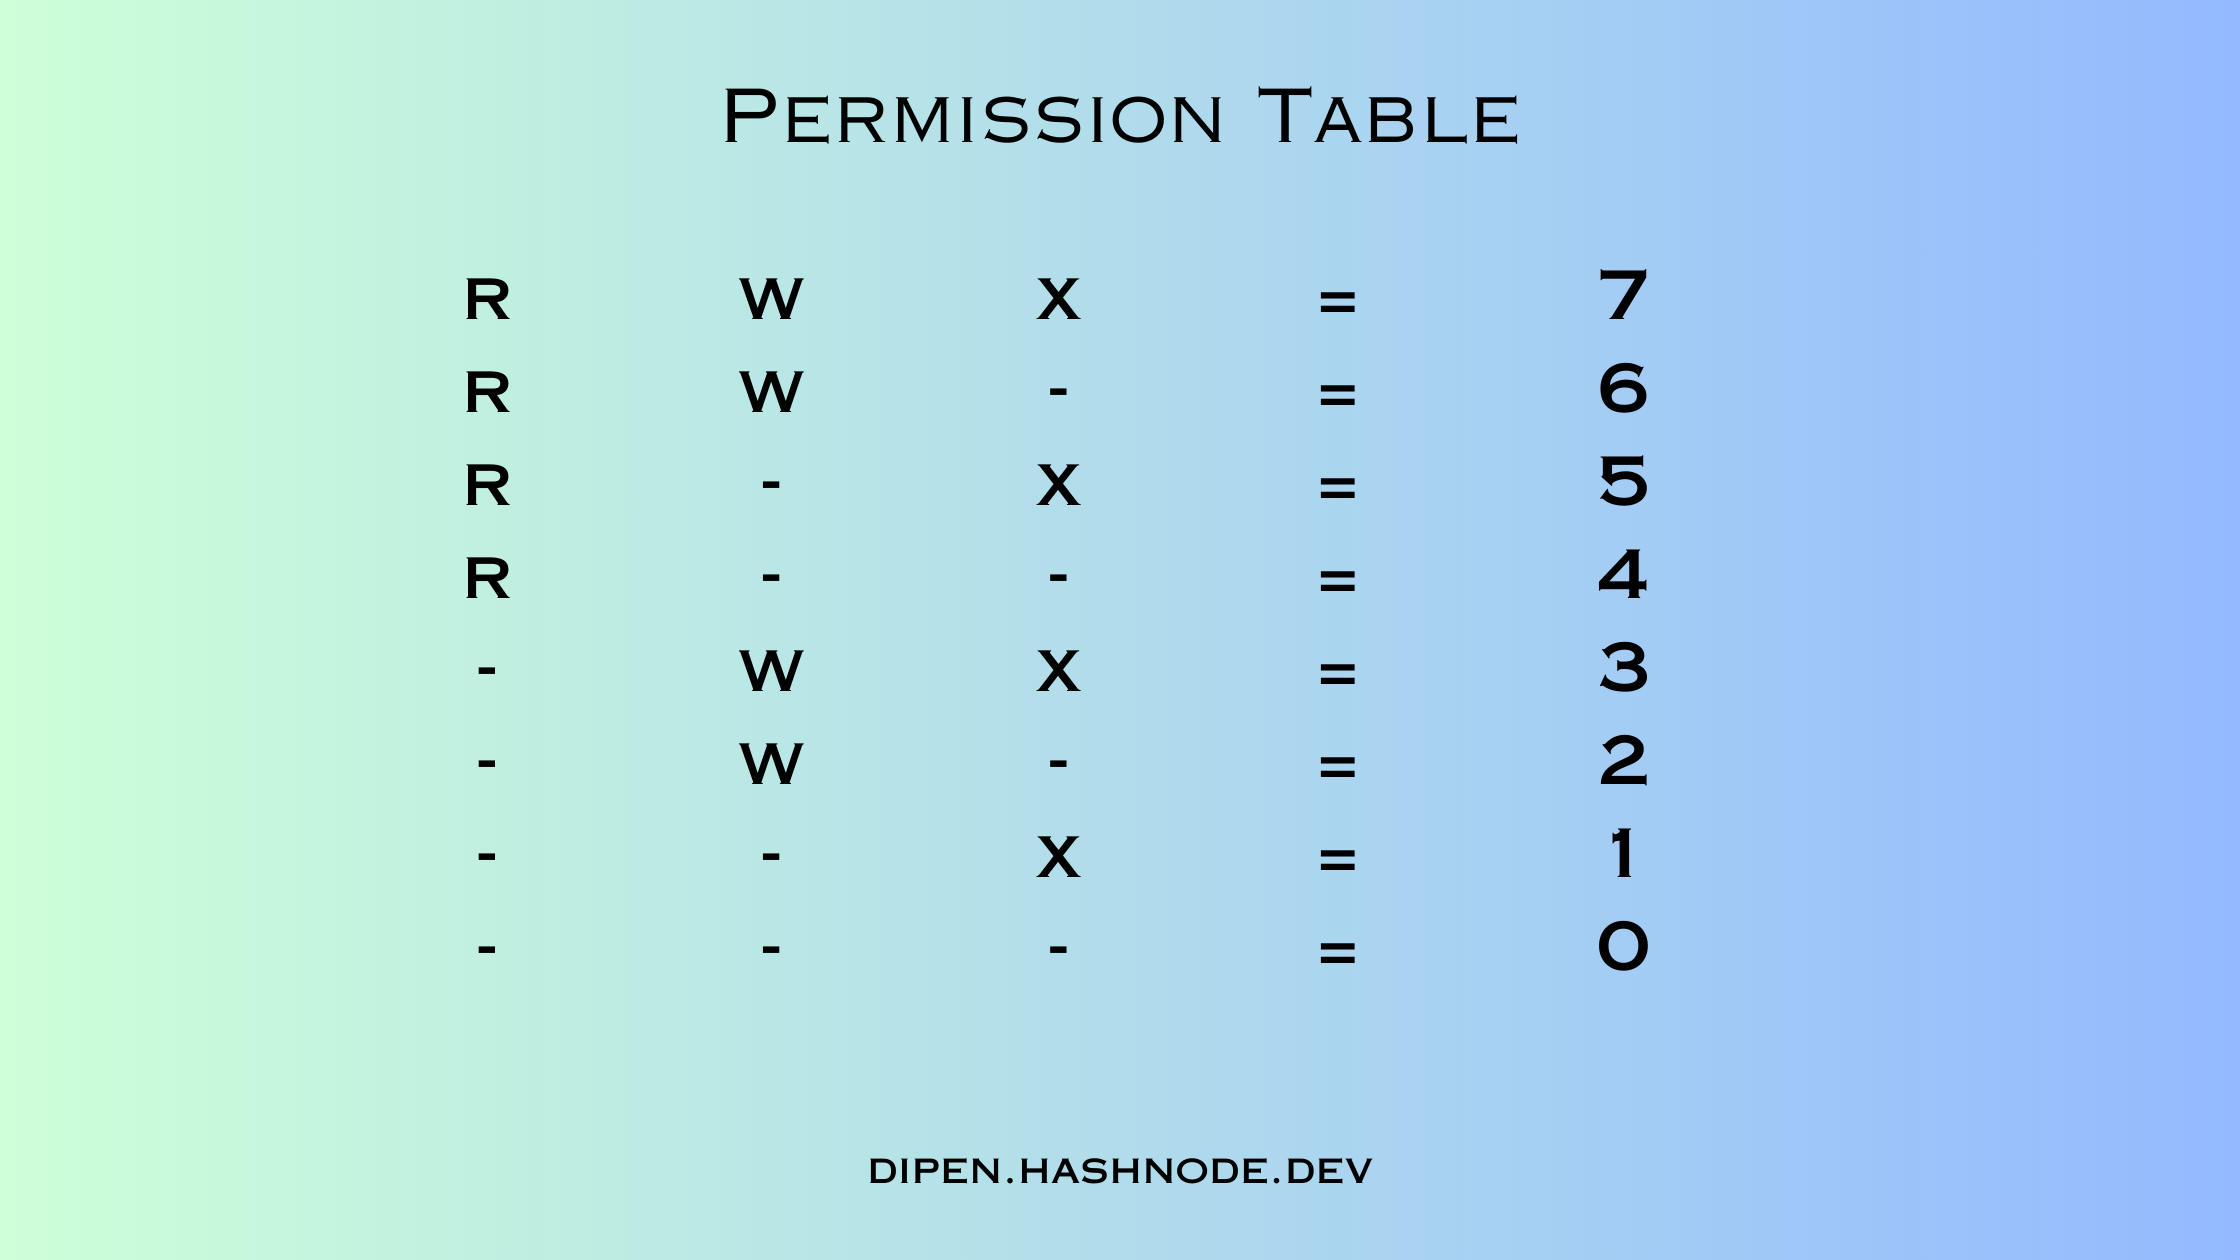 Permission Table
R W X = 7
R W - = 6
R - X = 5
R - - = 4
- W X = 3
- W - = 2
- - X = 1
- - - = 0
DIPEN.HASHNODE.DEV